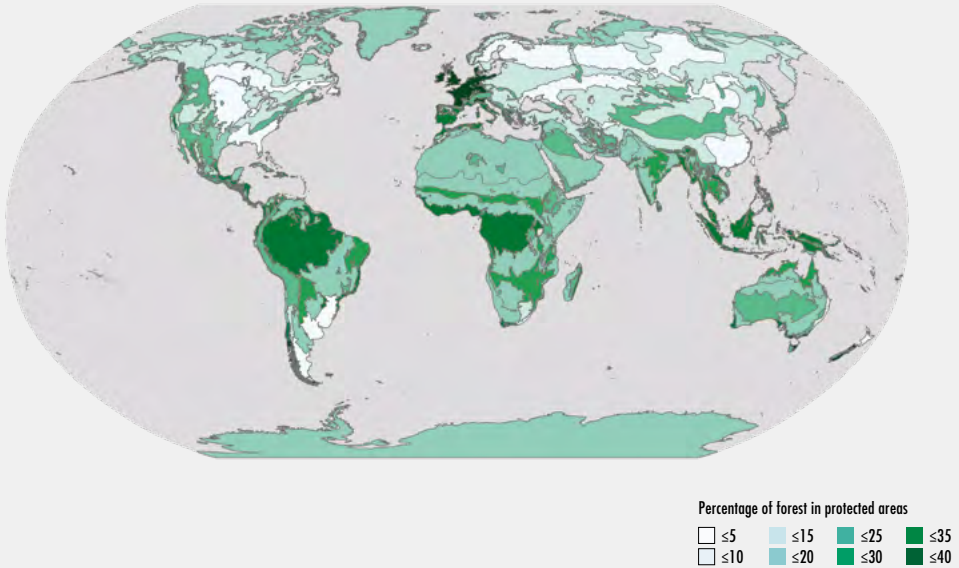 Percentage of forest in protected areas
≤5 ≤15 ≤25 ≤35
≤10 ≤20 ≤30 ≤40